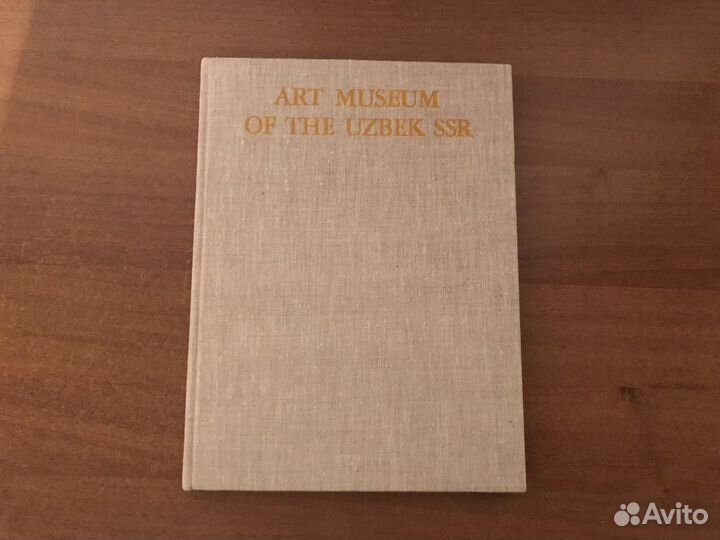 ART MUSEUM
OF THE UZBEK SSR
Avito